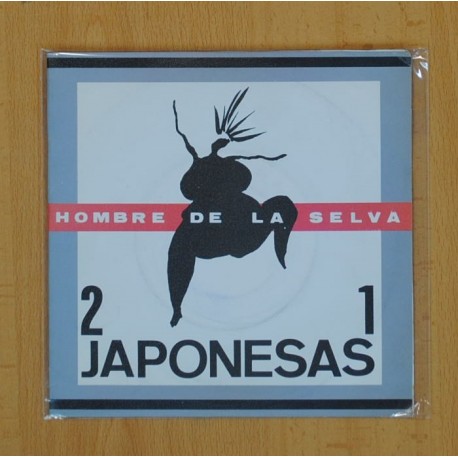 HOMBRE DE LA SELVA
2 1
JAPONESAS